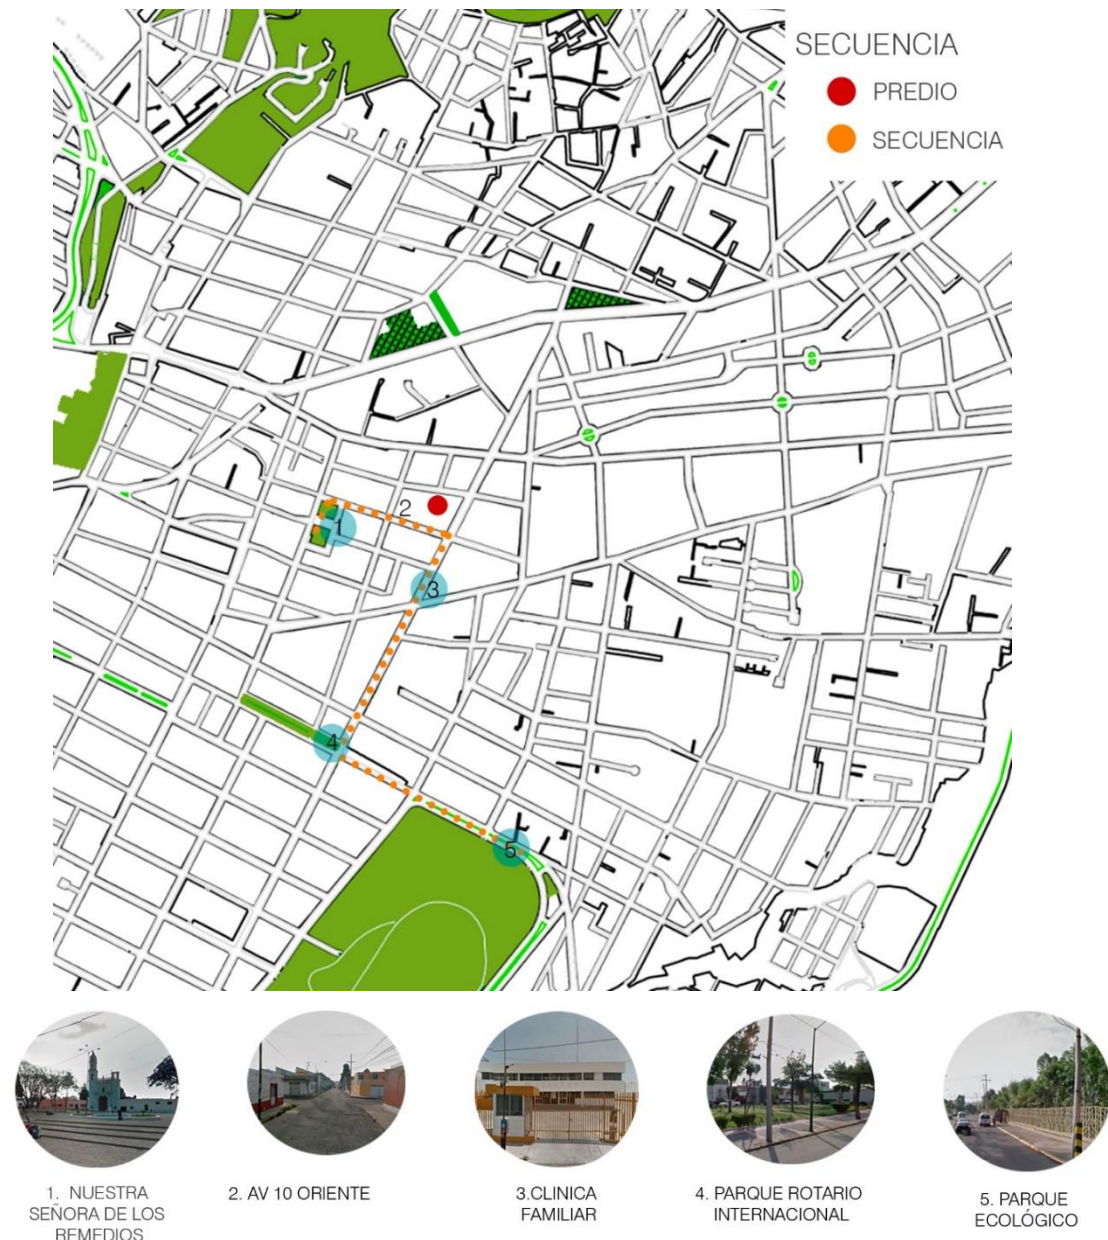 SECUENCIA
PREDIO
SECUENCIA
2
1
3
4
5
1. NUESTRA
SEÑORA DE LOS
REMEDIOS
2. AV 10 ORIENTE
3.CLINICA
FAMILIAR
4. PARQUE ROTARIO
INTERNACIONAL
5. PARQUE
ECOLÓGICO